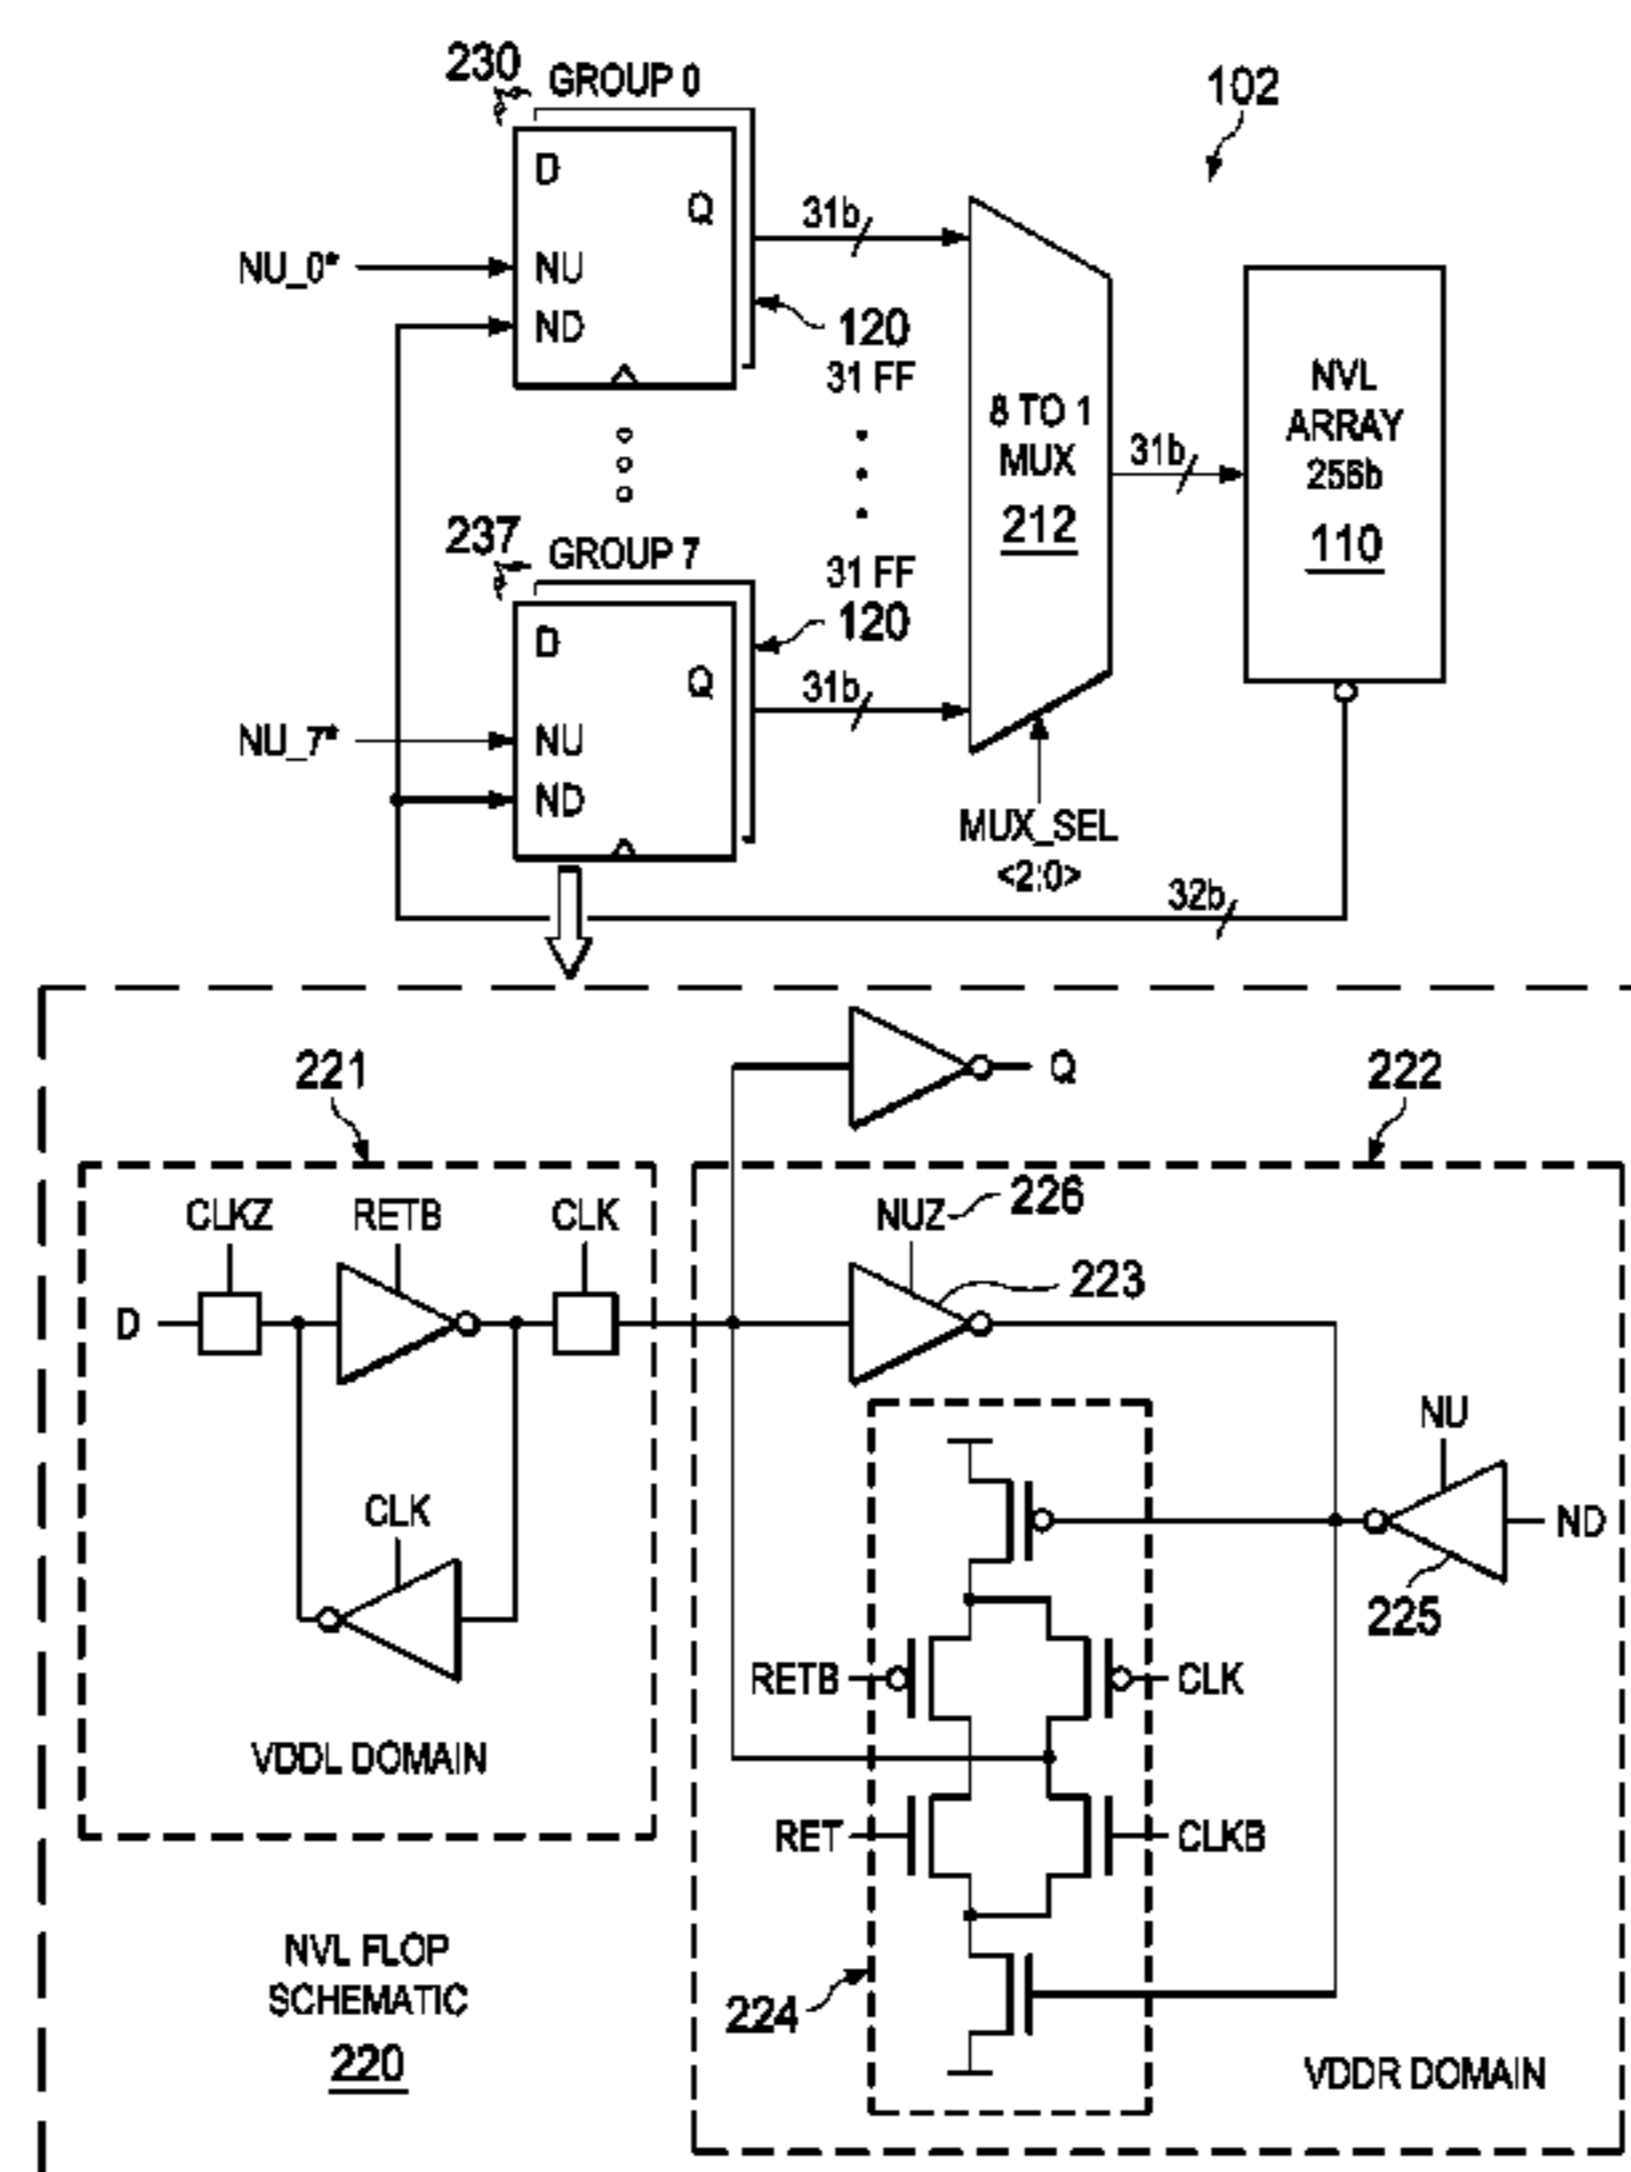 230 GROUP 0
102
D
Q
31b
NU_0*
NU
ND
120
31 FF
8 TO 1
MUX
212
31b
NVL
ARRAY
256b
110
237 GROUP 7
31 FF
120
D
Q
31b
NU_7*
NU
ND
MUX_SEL
<2:0>
32b
221
Q
222
CLKZ
RETB
CLK
NUZ
226
D
223
NU
CLK
ND
225
RETB
CLK
VDDL DOMAIN
RET
CLKB
NVL FLOP
SCHEMATIC
220
224
VDDR DOMAIN